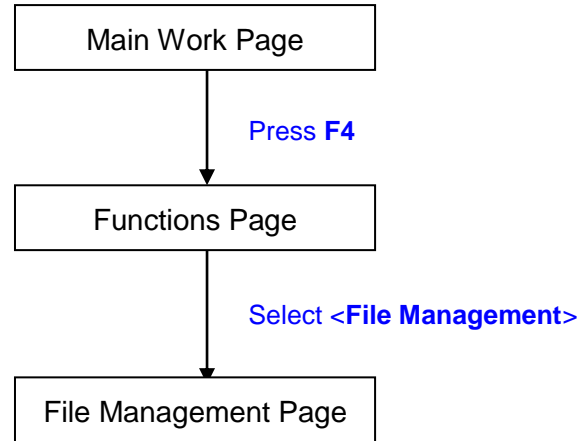 Main Work Page
Press F4
Functions Page
Select <File Management>
File Management Page